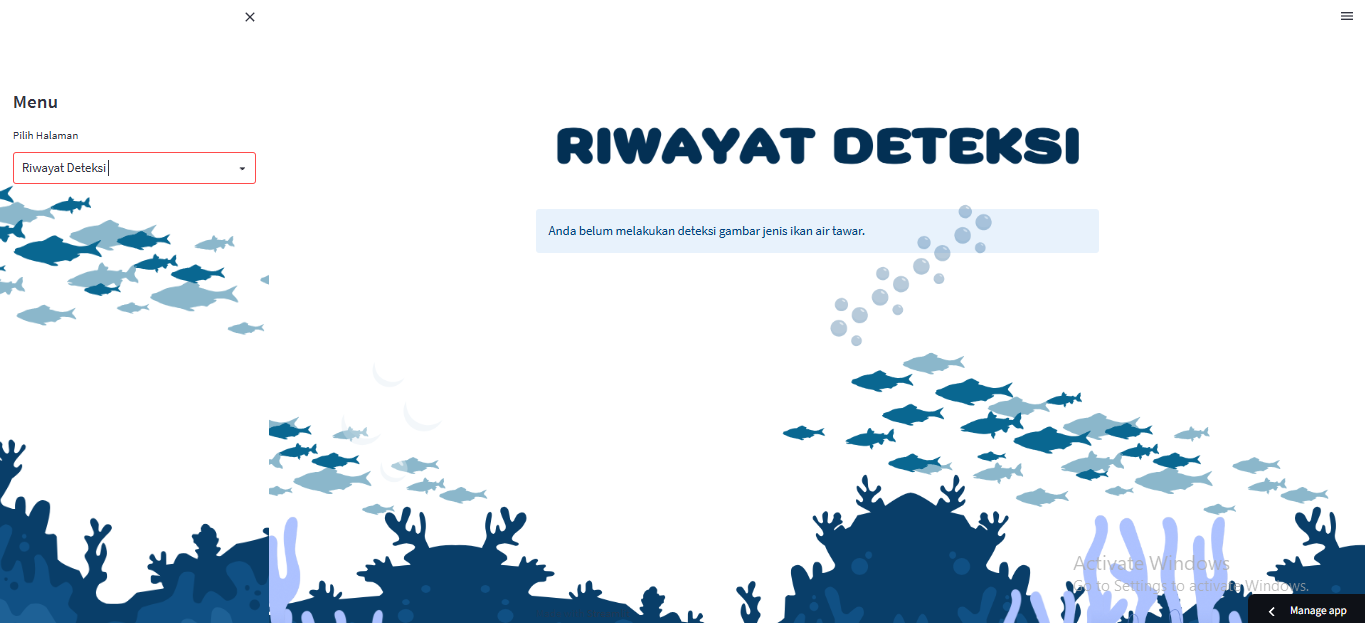 Menu
Pilih Halaman
Riwayat Deteksi
RIWAYAT DETEKSI
Anda belum melakukan deteksi gambar jenis ikan air tawar.
Activate Windows
Go to Settings to activate Windows.
Manage app